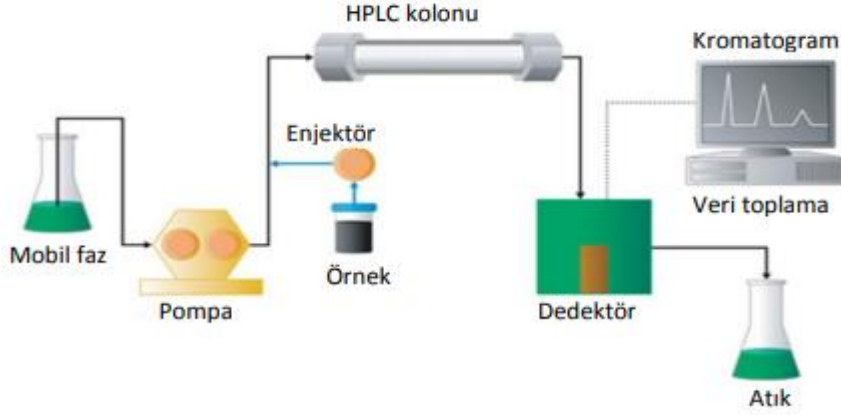 HPLC kolonu
Kromatogram
Enjektör
Mobil faz
Örnek
Pompa
Dedektör
Veri toplama
Atık